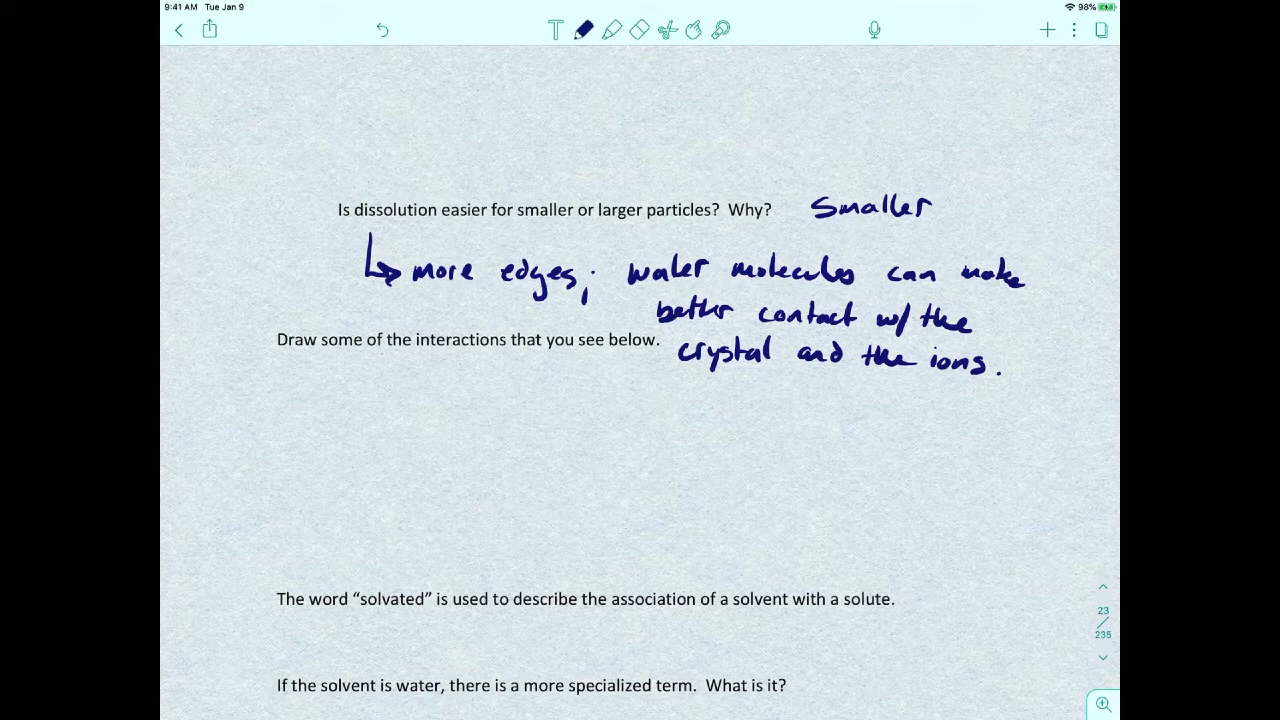 9:41 AM Tue Jan 9
98%
Is dissolution easier for smaller or larger particles? Why? Smaller
more edges; water molecules can make
better contact w/ the
Draw some of the interactions that you see below.
crystal and the ions.
The word “solvated” is used to describe the association of a solvent with a solute.
23
/
235
If the solvent is water, there is a more specialized term. What is it?